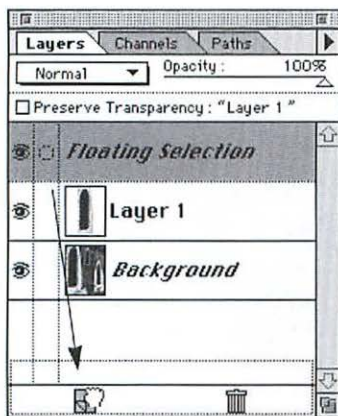 Layers Channels Paths
Normal Opacity: 100%
Preserve Transparency: "Layer 1"
Floating Selection
Layer 1
Background